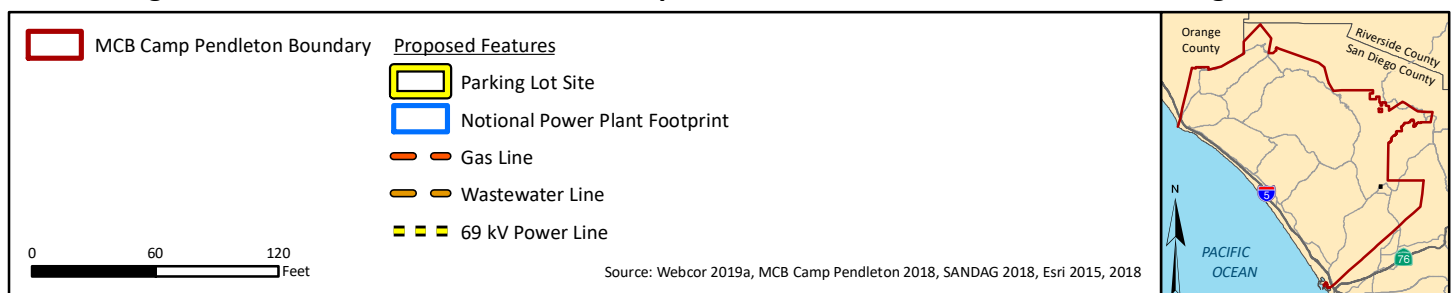 MCB Camp Pendleton Boundary
Proposed Features
Parking Lot Site
Notional Power Plant Footprint
Gas Line
Wastewater Line
69 kV Power Line
0 60 120
Feet
Source: Webcor 2019a, MCB Camp Pendleton 2018, SANDAG 2018, Esri 2015, 2018
Orange
County
Riverside County
San Diego County
N
5
76
PACIFIC
OCEAN